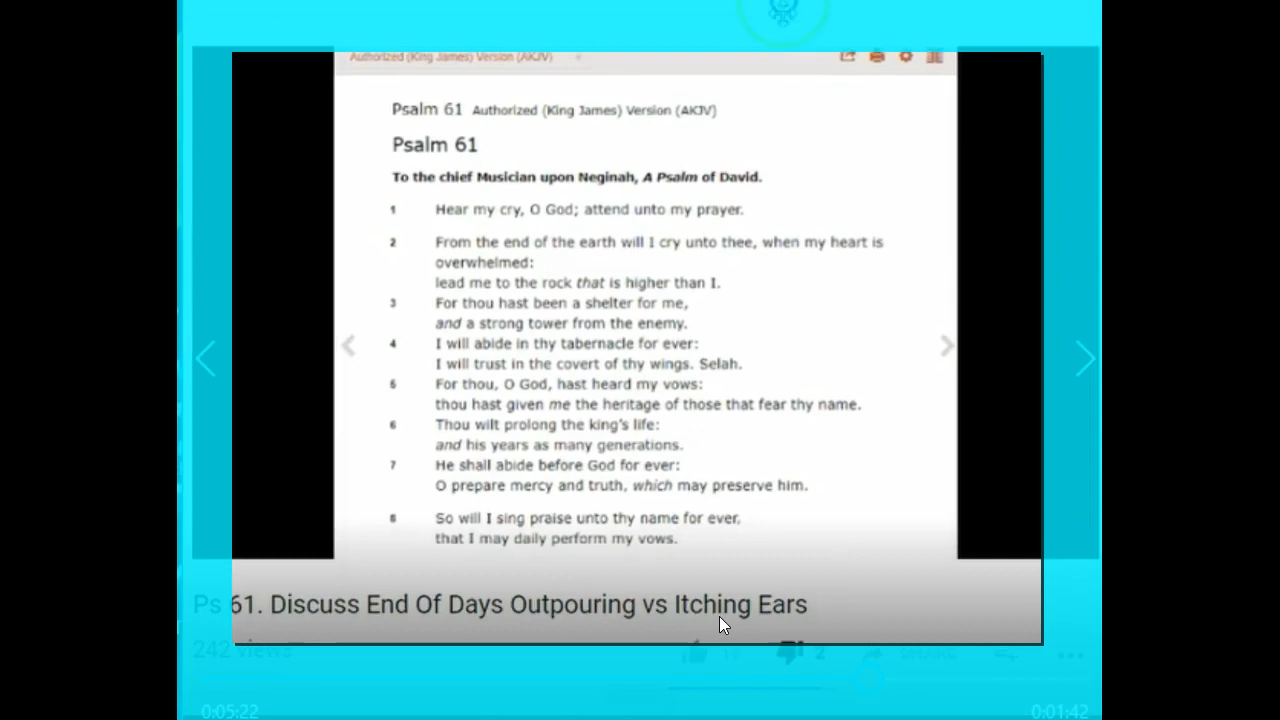 Authorized (King James) Version (AKJV)
Psalm 61 Authorized (King James) Version (AKJV)
Psalm 61
To the chief Musician upon Neginah, A Psalm of David.
1 Hear my cry, O God; attend unto my prayer.
2 From the end of the earth will I cry unto thee, when my heart is
overwhelmed:
lead me to the rock that is higher than I.
3 For thou hast been a shelter for me,
and a strong tower from the enemy.
4 I will abide in thy tabernacle for ever:
I will trust in the covert of thy wings. Selah.
5 For thou, O God, hast heard my vows:
thou hast given me the heritage of those that fear thy name.
6 Thou wilt prolong the king's life:
and his years as many generations.
7 He shall abide before God for ever:
O prepare mercy and truth, which may preserve him.
8 So will I sing praise unto thy name for ever,
that I may daily perform my vows.
Ps 61. Discuss End Of Days Outpouring vs Itching Ears
242 views
2 SHARE
0:05:22 0:01:42